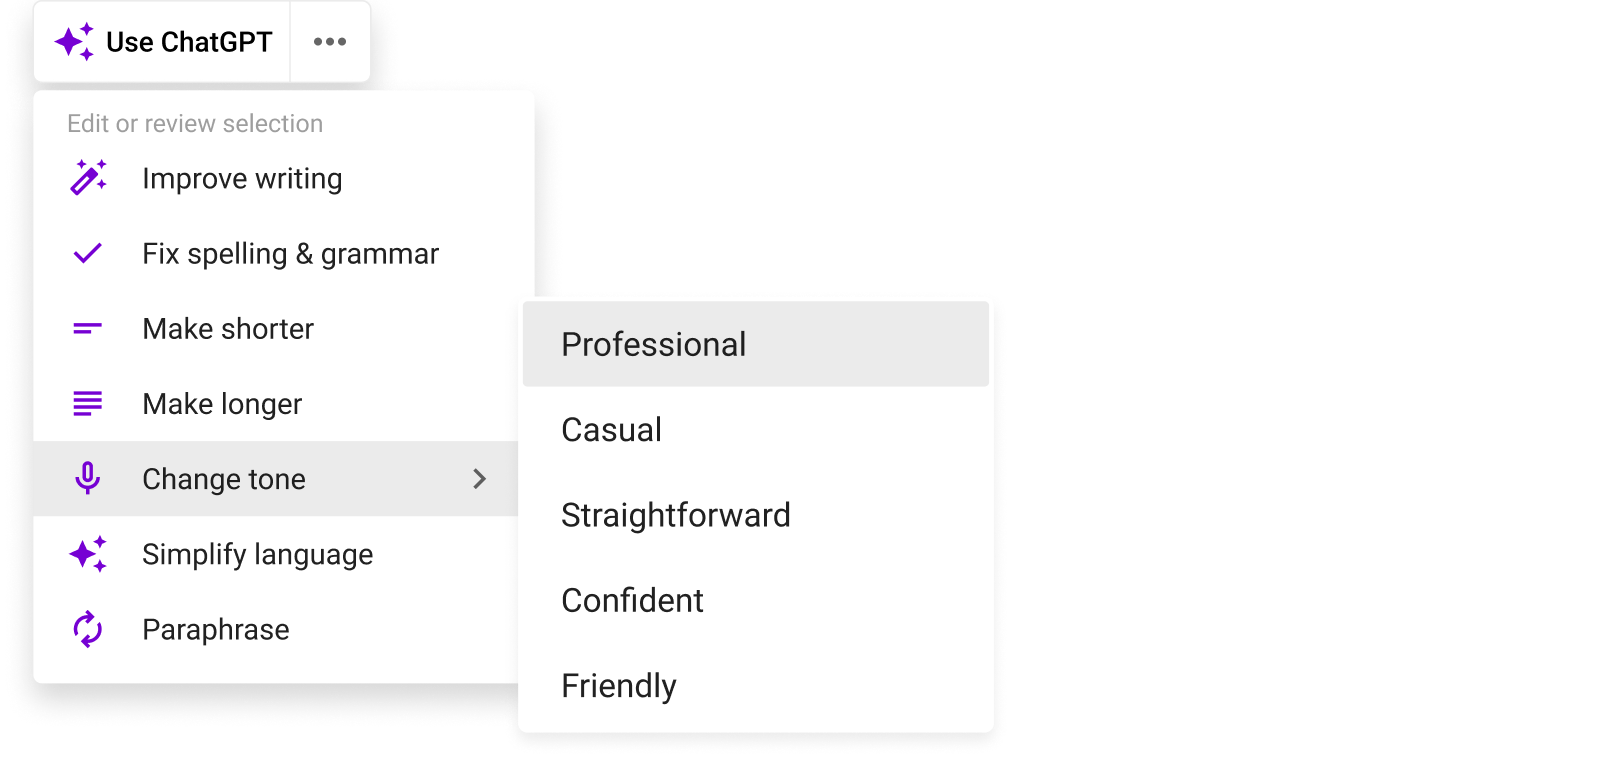 Use ChatGPT
Edit or review selection
Improve writing
Fix spelling & grammar
Make shorter
Make longer
Change tone
Simplify language
Paraphrase
Professional
Casual
Straightforward
Confident
Friendly